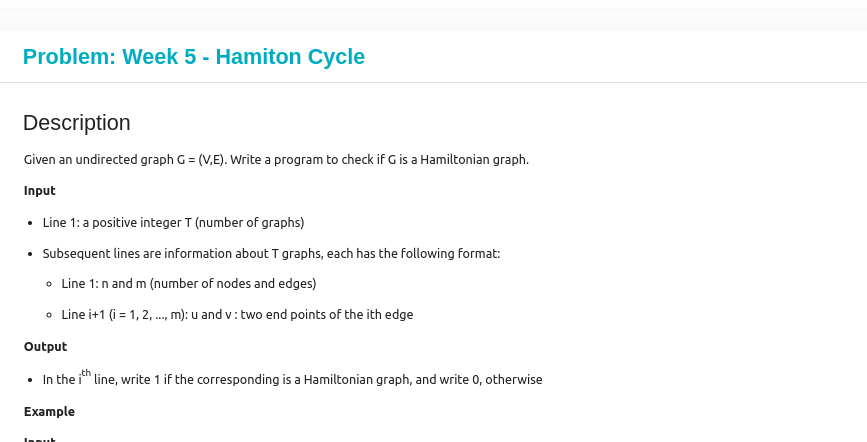 Problem: Week 5 - Hamiton Cycle
Description
Given an undirected graph G = (V,E). Write a program to check if G is a Hamiltonian graph.
Input
• Line 1: a positive integer T (number of graphs)
• Subsequent lines are information about T graphs, each has the following format:
◦ Line 1: n and m (number of nodes and edges)
◦ Line i+1 (i = 1, 2, ..., m): u and v : two end points of the ith edge
Output
• In the ith line, write 1 if the corresponding is a Hamiltonian graph, and write 0, otherwise
Example
Input